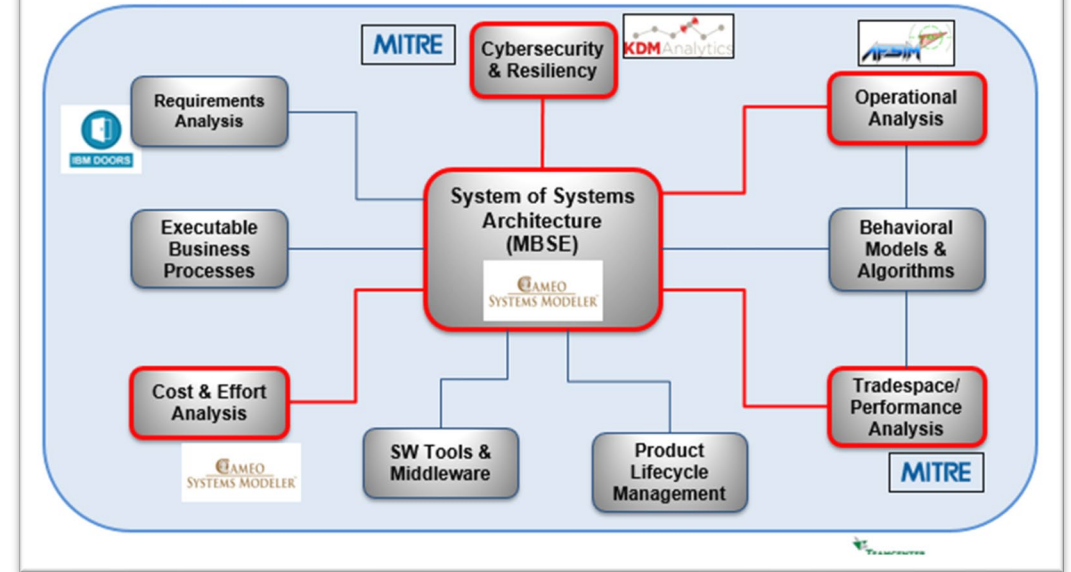 MITRE
Cybersecurity
& Resiliency
KDM Analytics
AFSIM
Requirements
Analysis
IBM DOORS
Operational
Analysis
System of Systems
Architecture
(MBSE)
CAMEO
SYSTEMS MODELER
Executable
Business
Processes
Behavioral
Models &
Algorithms
Cost & Effort
Analysis
CAMEO
SYSTEMS MODELER
Tradespace/
Performance
Analysis
MITRE
SW Tools &
Middleware
Product
Lifecycle
Management
TEAMCENTER